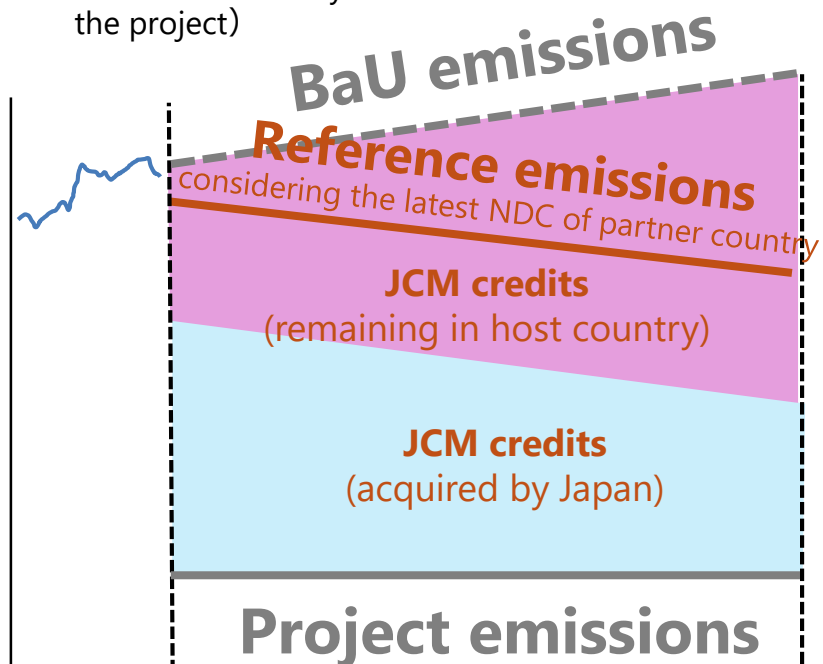 the project)
BaU emissions
Reference emissions
considering the latest NDC of partner country
JCM credits
(remaining in host country)
JCM credits
(acquired by Japan)
Project emissions